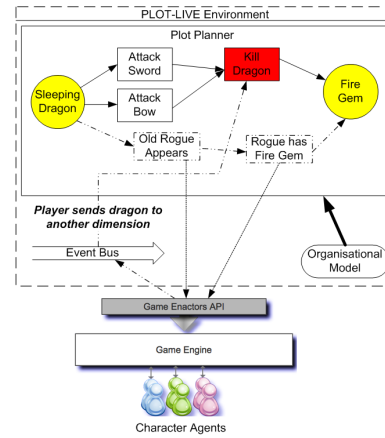 PLOT-LIVE Environment
Plot Planner
Attack
Sword
Kill
Dragon
Sleeping
Dragon
Fire
Gem
Attack
Bow
Old Rogue
Appears
Rogue has
Fire Gem
Player sends dragon to
another dimension
Event Bus
Organisational
Model
Game Enactors API
Game Engine
Character Agents